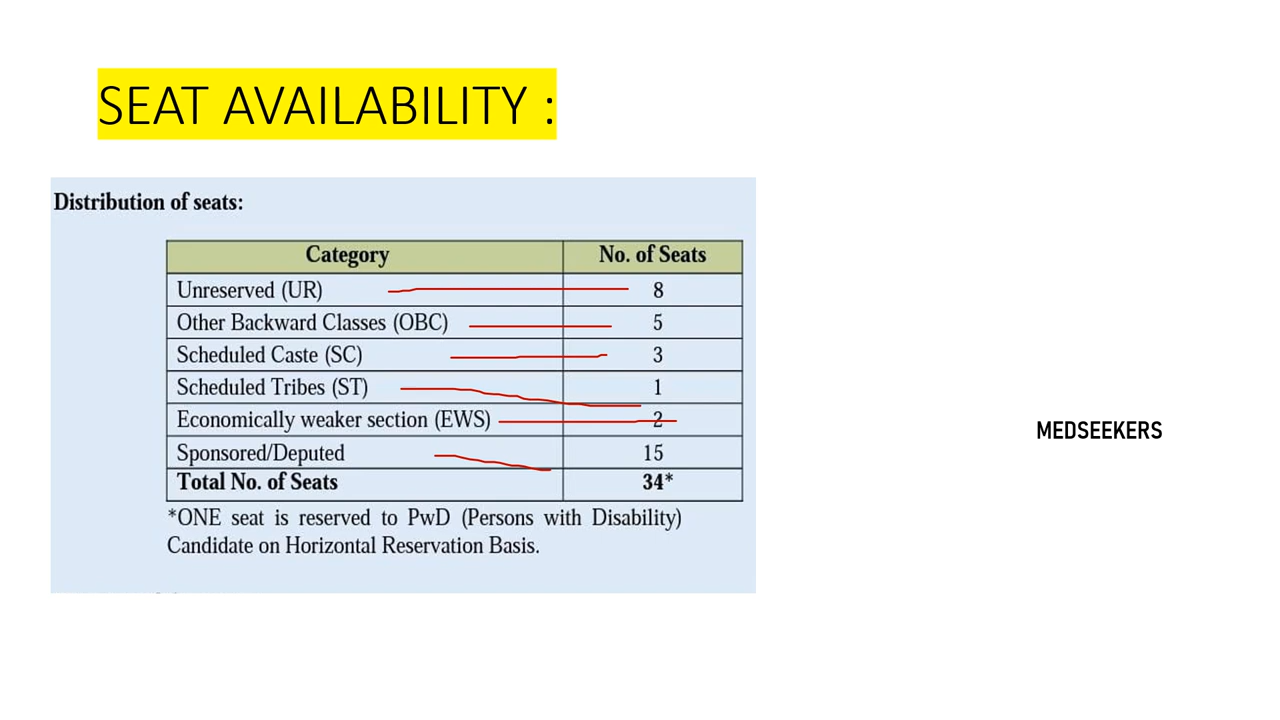 SEAT AVAILABILITY :
Distribution of seats:
Category No. of Seats
Unreserved (UR) 8
Other Backward Classes (OBC) 5
Scheduled Caste (SC) 3
Scheduled Tribes (ST) 1
Economically weaker section (EWS) 2
Sponsored/Deputed 15
Total No. of Seats 34*
*ONE seat is reserved to PwD (Persons with Disability)
Candidate on Horizontal Reservation Basis.
MEDSEEKERS